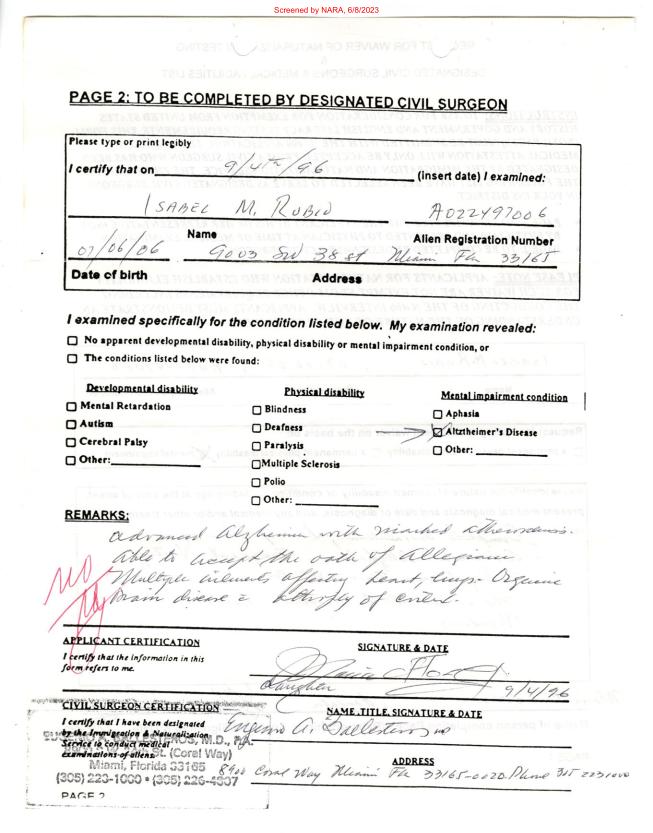 Screened by NARA, 6/8/2023
PAGE 2: TO BE COMPLETED BY DESIGNATED CIVIL SURGEON
Please type or print legibly
I certify that on 9/4th/96 (insert date) I examined:
ISABEL M. RUBIO A022497006
Name Alien Registration Number
07/06/06 9003 SW 38 st Miami Fla 33165
Date of birth Address
I examined specifically for the condition listed below. My examination revealed:
No apparent developmental disability, physical disability or mental impairment condition, or
The conditions listed below were found:
Developmental disability Physical disability Mental impairment condition
Mental Retardation Blindness Aphasia
Autism Deafness Altzheimer's Disease
Cerebral Palsy Paralysis Other:
Other: Multiple Sclerosis
Polio
Other:
REMARKS:
advanced Alzheimer with marked
Able to accept the oath of Allegiance
Multiple ailments affecting heart, lungs - Organic
brain disease atrophy of
NO
APPLICANT CERTIFICATION SIGNATURE & DATE
I certify that the information in this
form refers to me.
Maria
daughter 9/4/96
CIVIL SURGEON CERTIFICATION NAME, TITLE, SIGNATURE & DATE
I certify that I have been designated
by the Immigration & Naturalization
Service to conduct medical
examinations of aliens.
Eugenio A. Ballesteros MD
BALLESTEROS, M.D., P.A.
St. (Coral Way)
Miami, Florida 33165
(305) 223-1000 • (305) 226-4337
ADDRESS
8900 Coral Way Miami Fla 33165-0020. Phone 305 2231000
PAGE 2